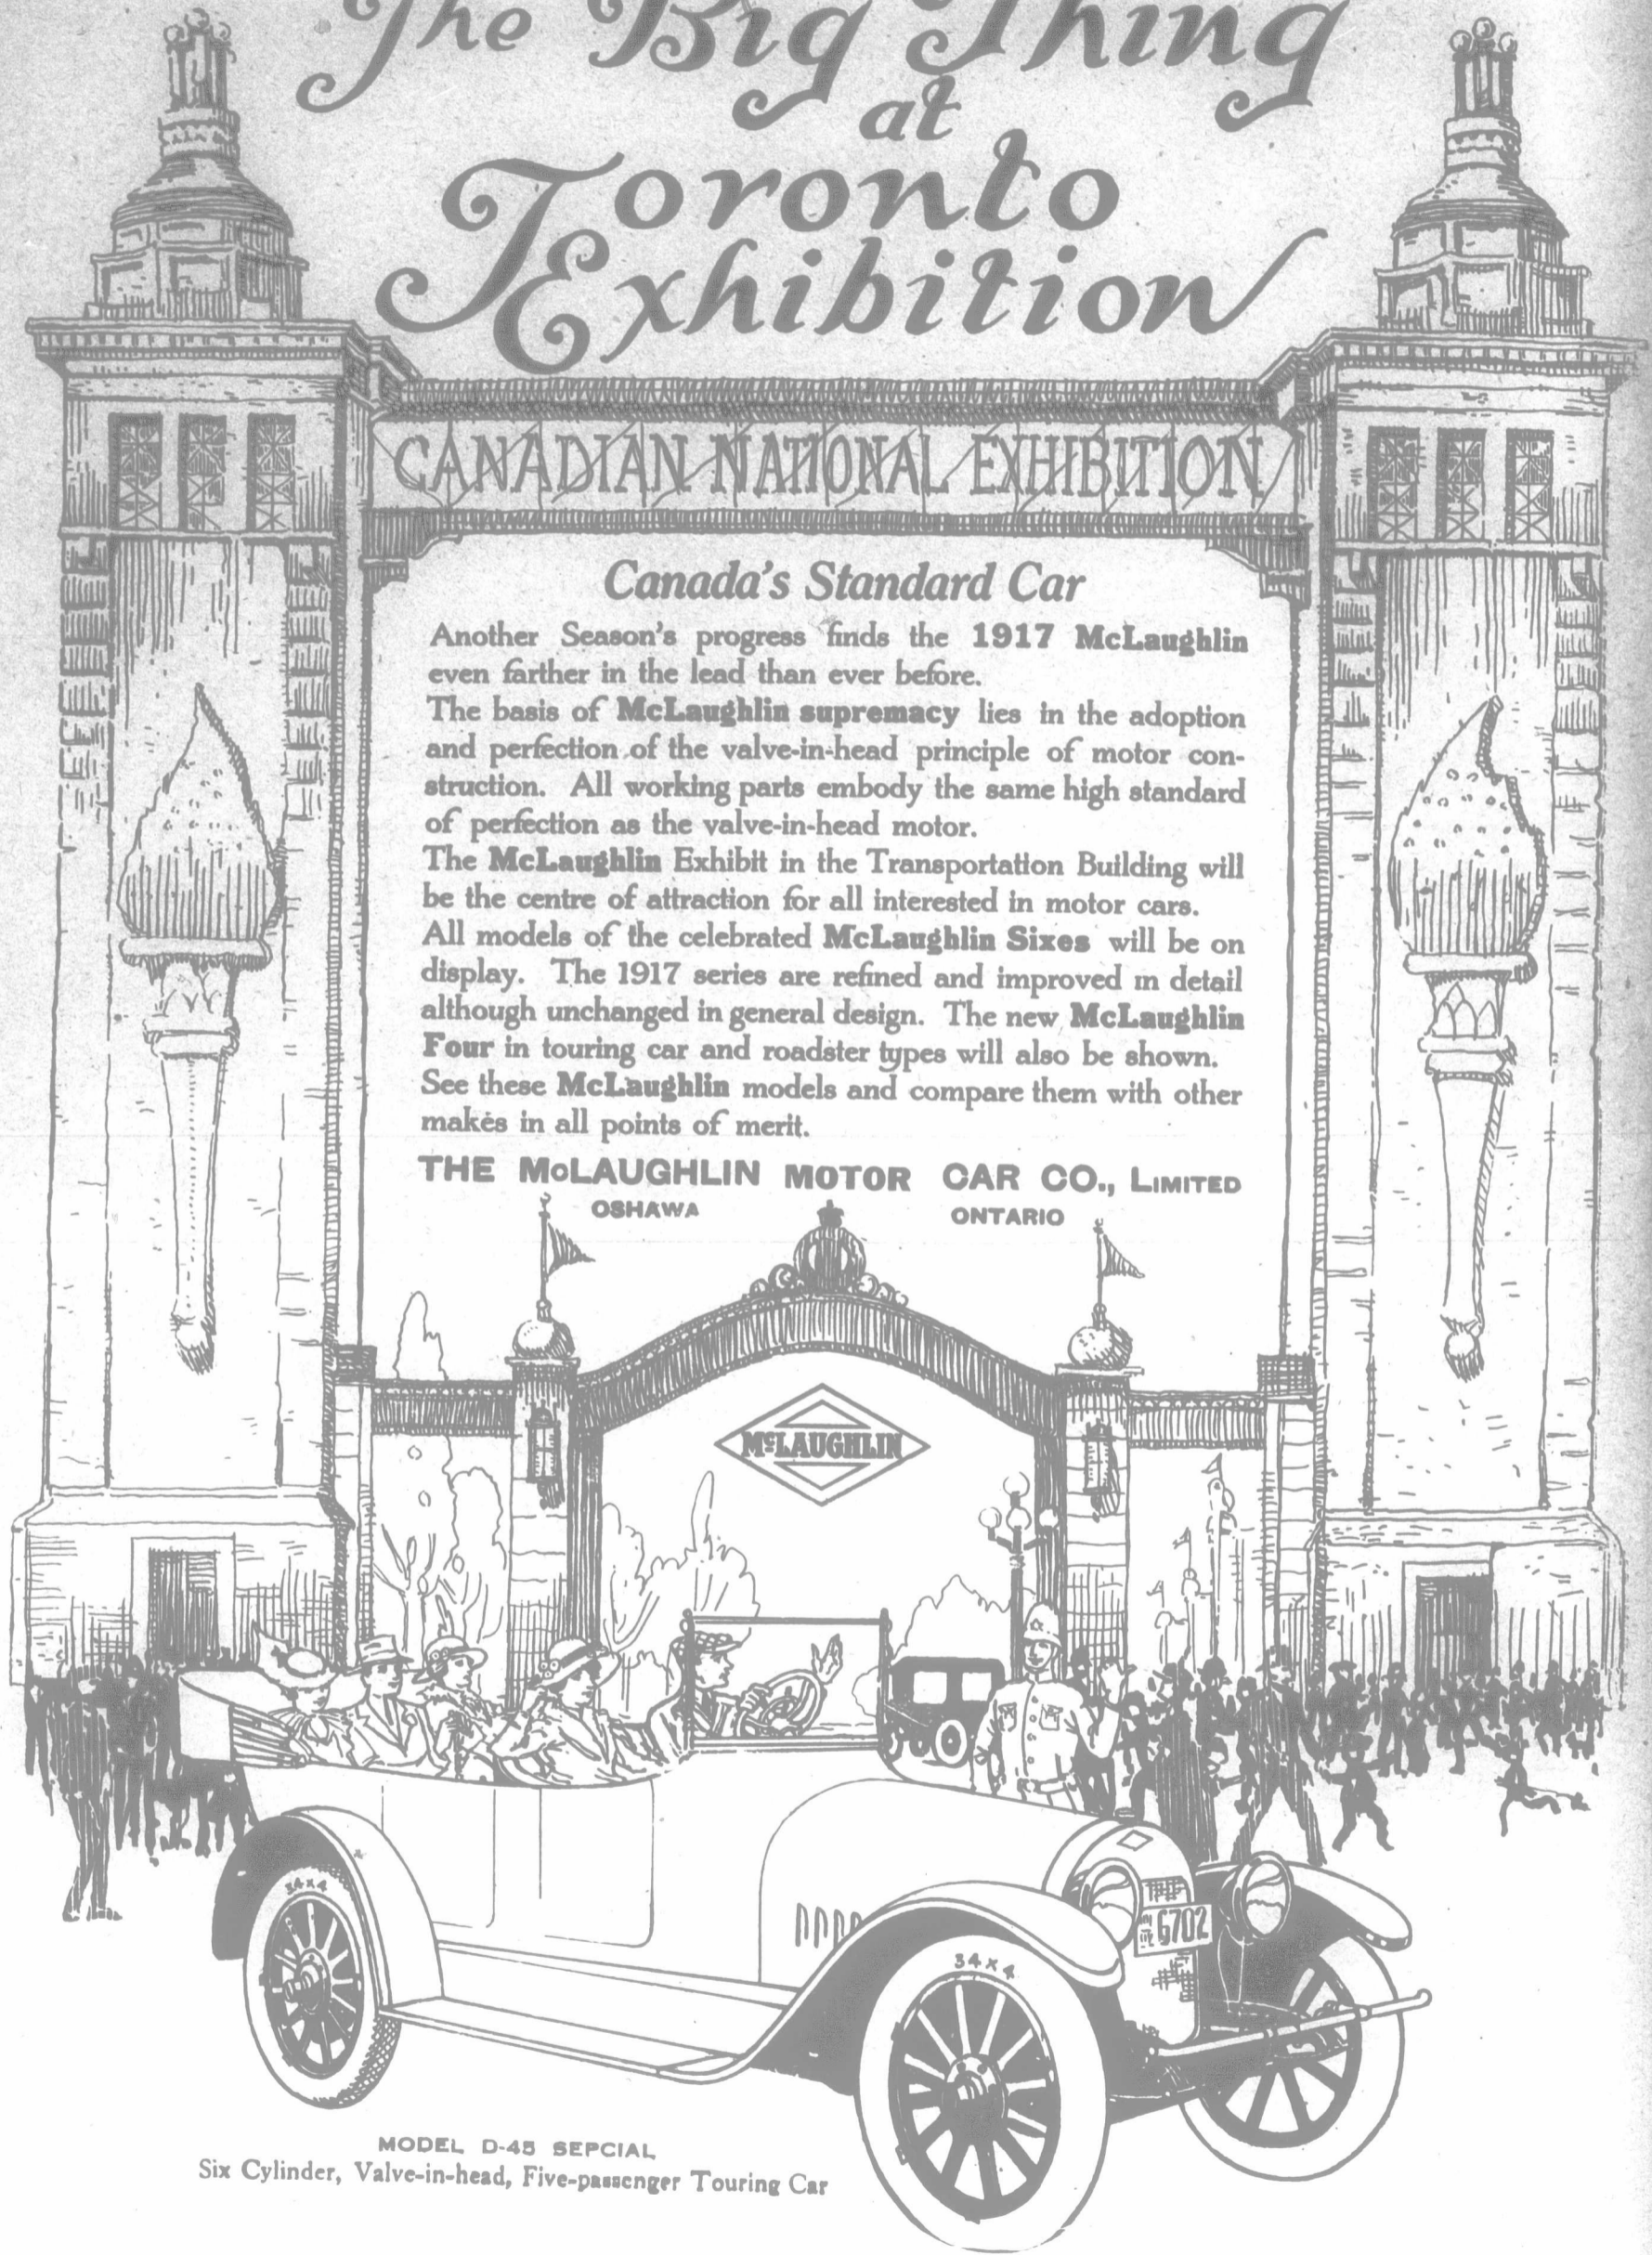 The Big Thing
at
Toronto
Exhibition
CANADIAN NATIONAL EXHIBITION
Canada's Standard Car
Another Season's progress finds the 1917 McLaughlin
even farther in the lead than ever before.
The basis of McLaughlin supremacy lies in the adoption
and perfection of the valve-in-head principle of motor con-
struction. All working parts embody the same high standard
of perfection as the valve-in-head motor.
The McLaughlin Exhibit in the Transportation Building will
be the centre of attraction for all interested in motor cars.
All models of the celebrated McLaughlin Sixes will be on
display. The 1917 series are refined and improved in detail
although unchanged in general design. The new McLaughlin
Four in touring car and roadster types will also be shown.
See these McLaughlin models and compare them with other
makes in all points of merit.
THE McLAUGHLIN MOTOR CAR CO., LIMITED
OSHAWA ONTARIO
McLAUGHLIN
34x4
6702
34x4
MODEL D-45 SEPCIAL
Six Cylinder, Valve-in-head, Five-passenger Touring Car